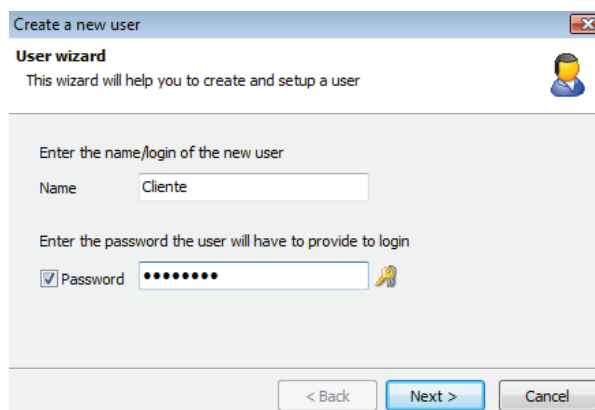 Create a new user
User wizard
This wizard will help you to create and setup a user
Enter the name/login of the new user
Name Cliente
Enter the password the user will have to provide to login
Password ••••••••
< Back Next > Cancel